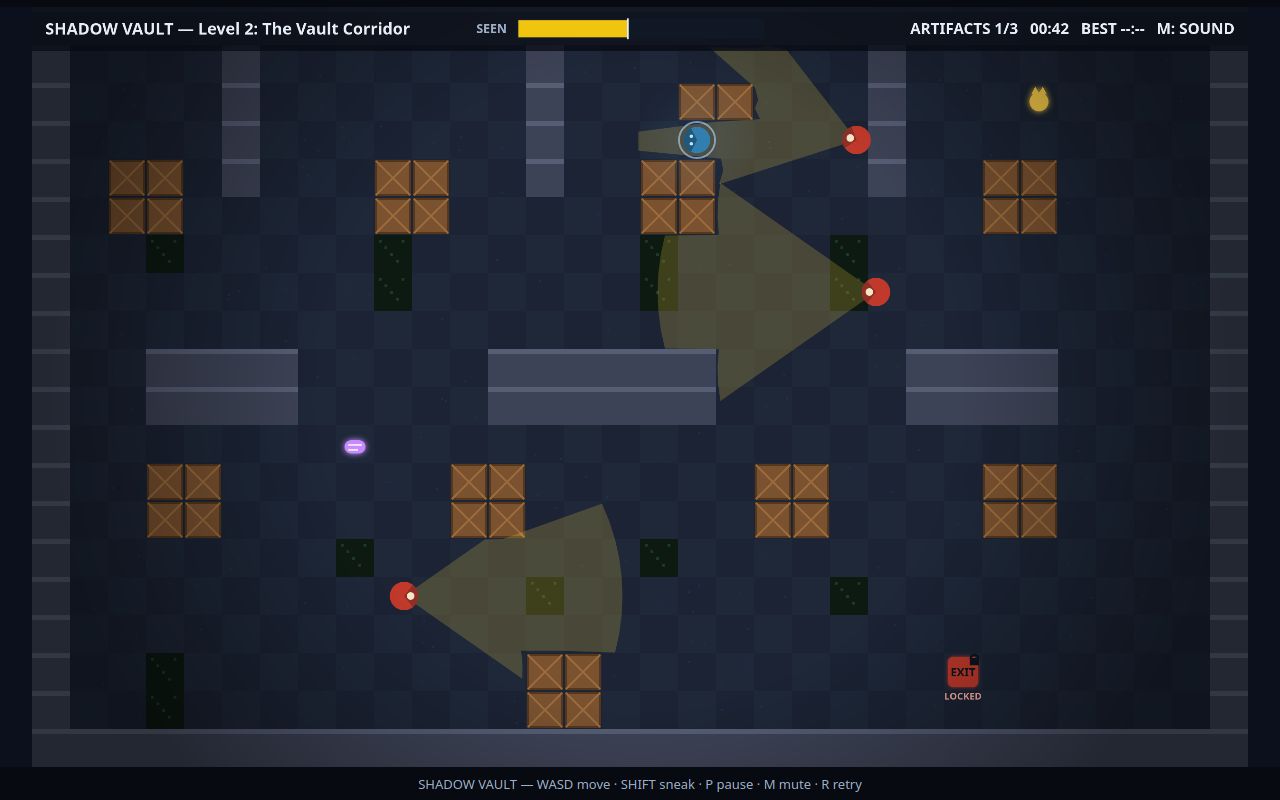 SHADOW VAULT — Level 2: The Vault Corridor
SEEN
ARTIFACTS 1/3 00:42 BEST --:-- M: SOUND
EXIT
LOCKED
SHADOW VAULT — WASD move · SHIFT sneak · P pause · M mute · R retry